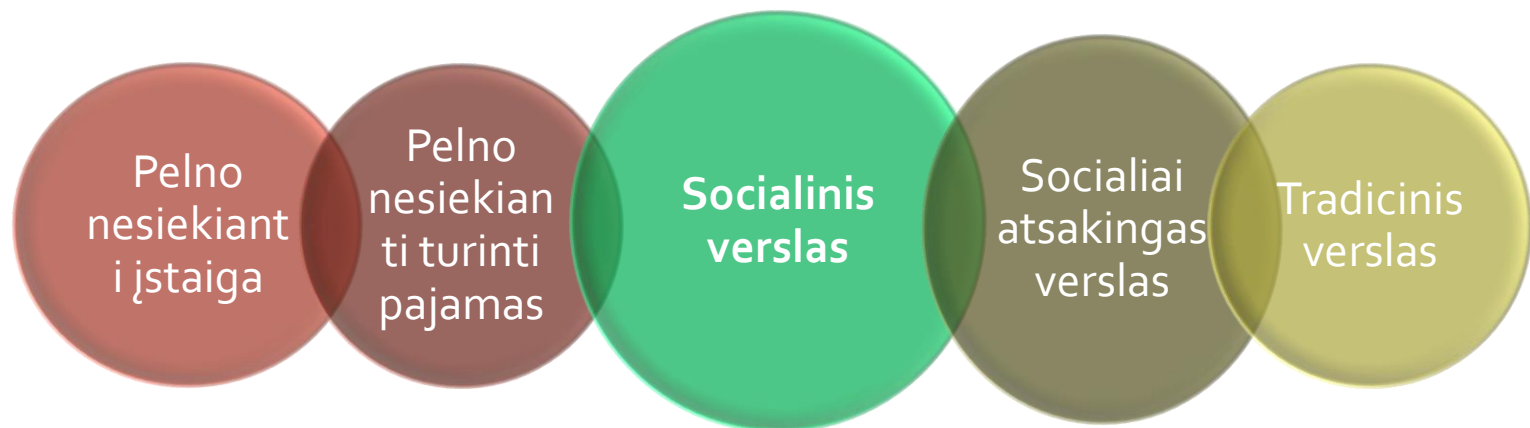 Pelno
nesiekiant
i įstaiga
Pelno
nesiekian
ti turinti
pajamas
Socialinis
verslas
Socialiai
atsakingas
verslas
Tradicinis
verslas